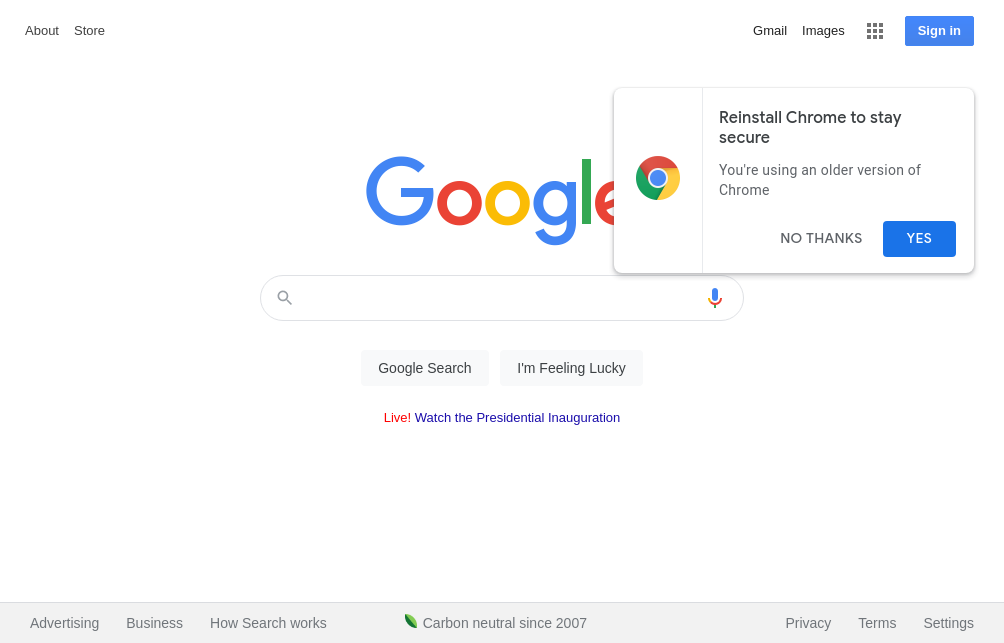 About Store Gmail Images Sign in
Reinstall Chrome to stay
secure
You're using an older version of
Chrome
NO THANKS YES
Google
Google Search I'm Feeling Lucky
Live! Watch the Presidential Inauguration
Advertising Business How Search works Carbon neutral since 2007 Privacy Terms Settings